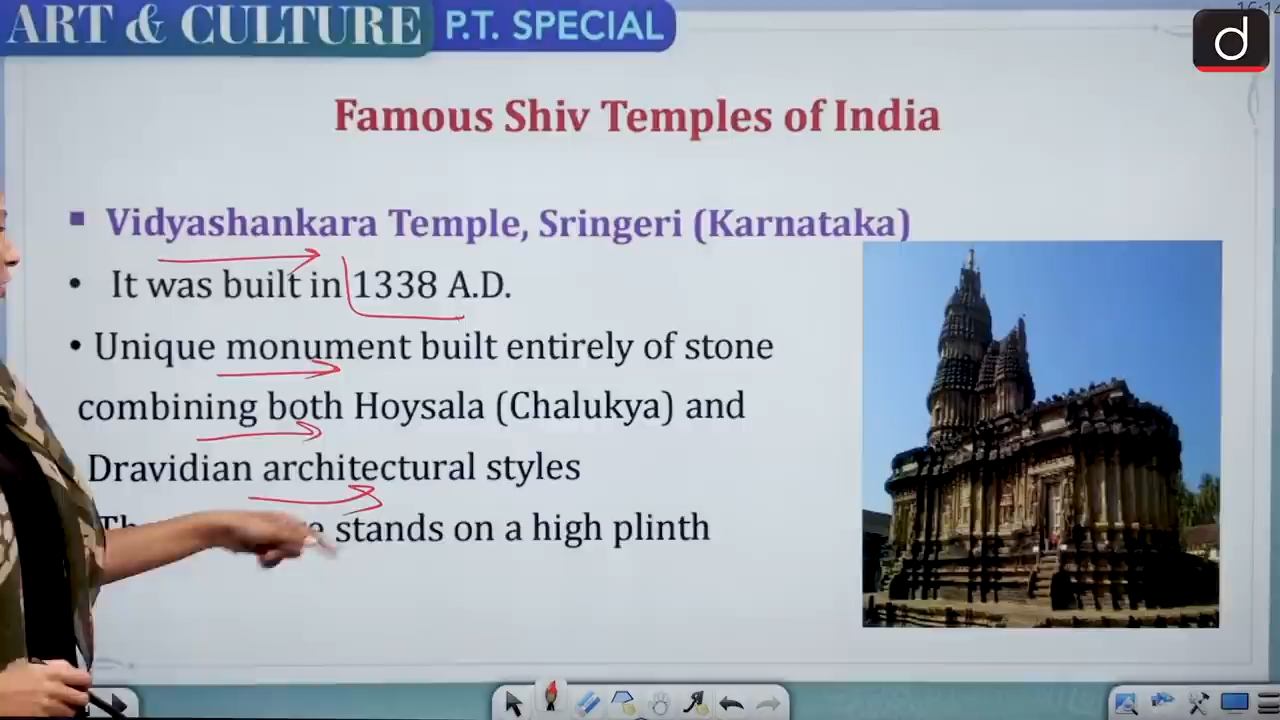 ART & CULTURE P.T. SPECIAL
d
Famous Shiv Temples of India
▪ Vidyashankara Temple, Sringeri (Karnataka)
• It was built in 1338 A.D.
• Unique monument built entirely of stone
combining both Hoysala (Chalukya) and
Dravidian architectural styles
stands on a high plinth